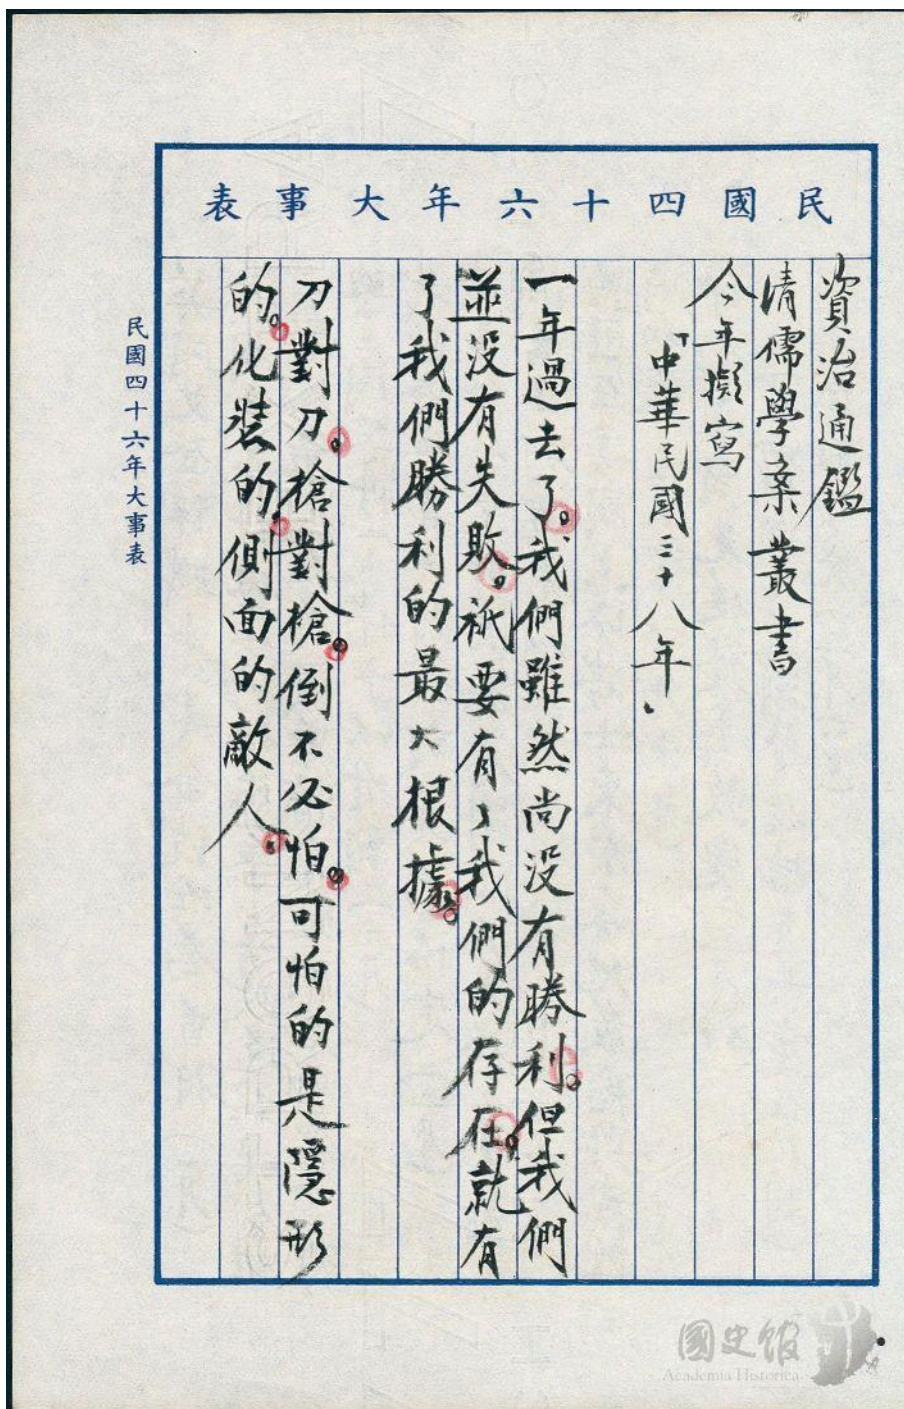 民國四十六年大事表
資治通鑑
清儒學案叢書
今年擬寫
「中華民國三十八年」
一年過去了。我們雖然尚没有勝利。但我們
並没有失敗。祇要有了我們的存在。就有
了我們勝利的最大根據。
刀對刀。槍對槍。倒不必怕。可怕的是隱形
的。化裝的。側面的敵人。
民國四十六年大事表
國史館
Academia Historica